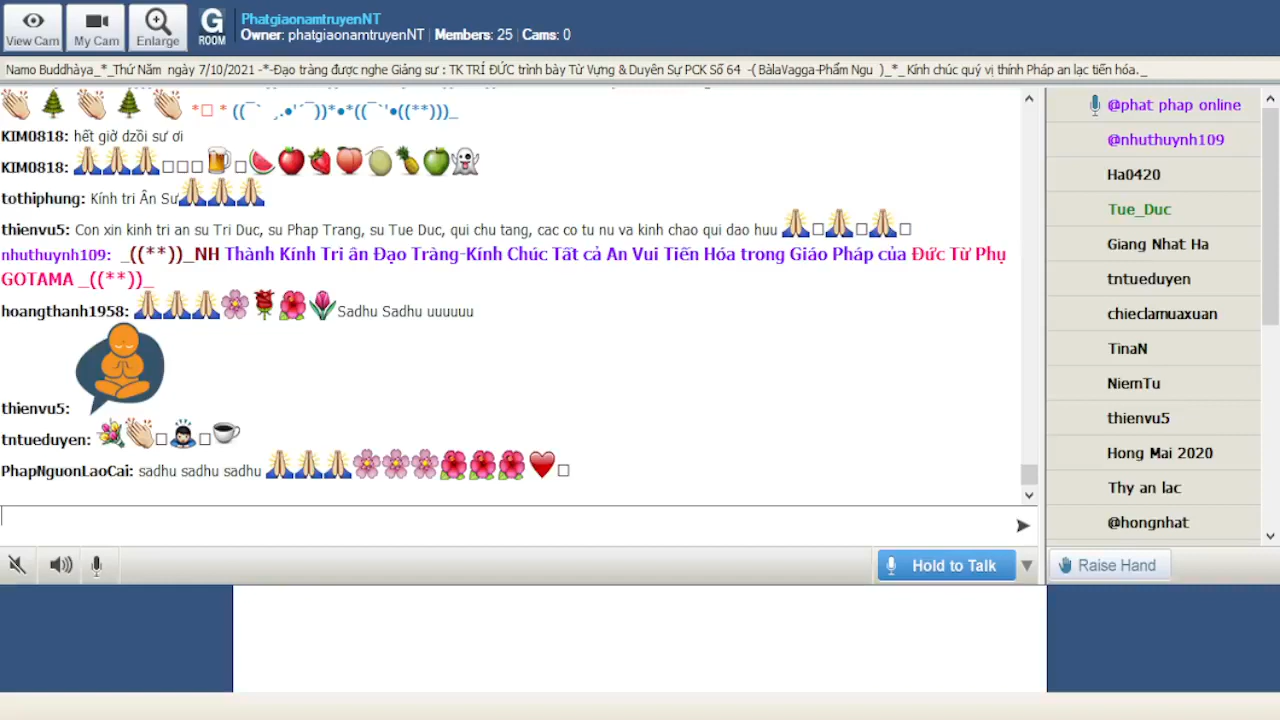 View Cam
My Cam
Enlarge
G ROOM
PhatgiaonamtruyenNT
Owner: phatgiaonamtruyenNT | Members: 25 | Cams: 0
Namo Buddhàya_*_Thứ Năm ngày 7/10/2021 -*-Đạo tràng được nghe Giảng sư : TK TRÍ ĐỨC trình bày Từ Vựng & Duyên Sự PCK Số 64 -( BàlaVagga-Phẩm Ngu )_*_ Kính chúc quý vị thính Pháp an lạc tiến hóa._
KIM0818: hết giờ dzồi sư ơi
KIM0818:
tothiphung: Kính tri Ân Sư
thienvu5: Con xin kinh tri an su Tri Duc, su Phap Trang, su Tue Duc, qui chu tang, cac co tu nu va kinh chao qui dao huu
nhuthuynh109: _((**))_NH Thành Kính Tri ân Đạo Tràng-Kính Chúc Tất cả An Vui Tiến Hóa trong Giáo Pháp của Đức Từ Phụ
GOTAMA _((**))_
hoangthanh1958: Sadhu Sadhu uuuuuu
thienvu5:
tntueduyen:
PhapNguonLaoCai: sadhu sadhu sadhu
Hold to Talk
@phat phap online
@nhuthuynh109
Ha0420
Tue_Duc
Giang Nhat Ha
tntueduyen
chieclamuaxuan
TinaN
NiemTu
thienvu5
Hong Mai 2020
Thy an lac
@hongnhat
Raise Hand